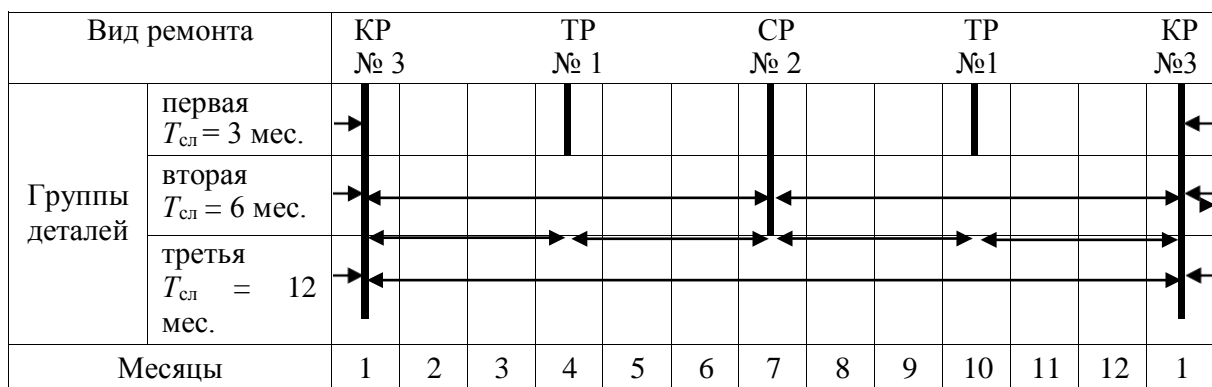 Вид ремонта КР ТР СР ТР КР
№ 3 № 1 № 2 №1 №3
Группы
деталей
первая
Tсл = 3 мес.
вторая
Tсл = 6 мес.
третья
Tсл = 12
мес.
Месяцы 1 2 3 4 5 6 7 8 9 10 11 12 1